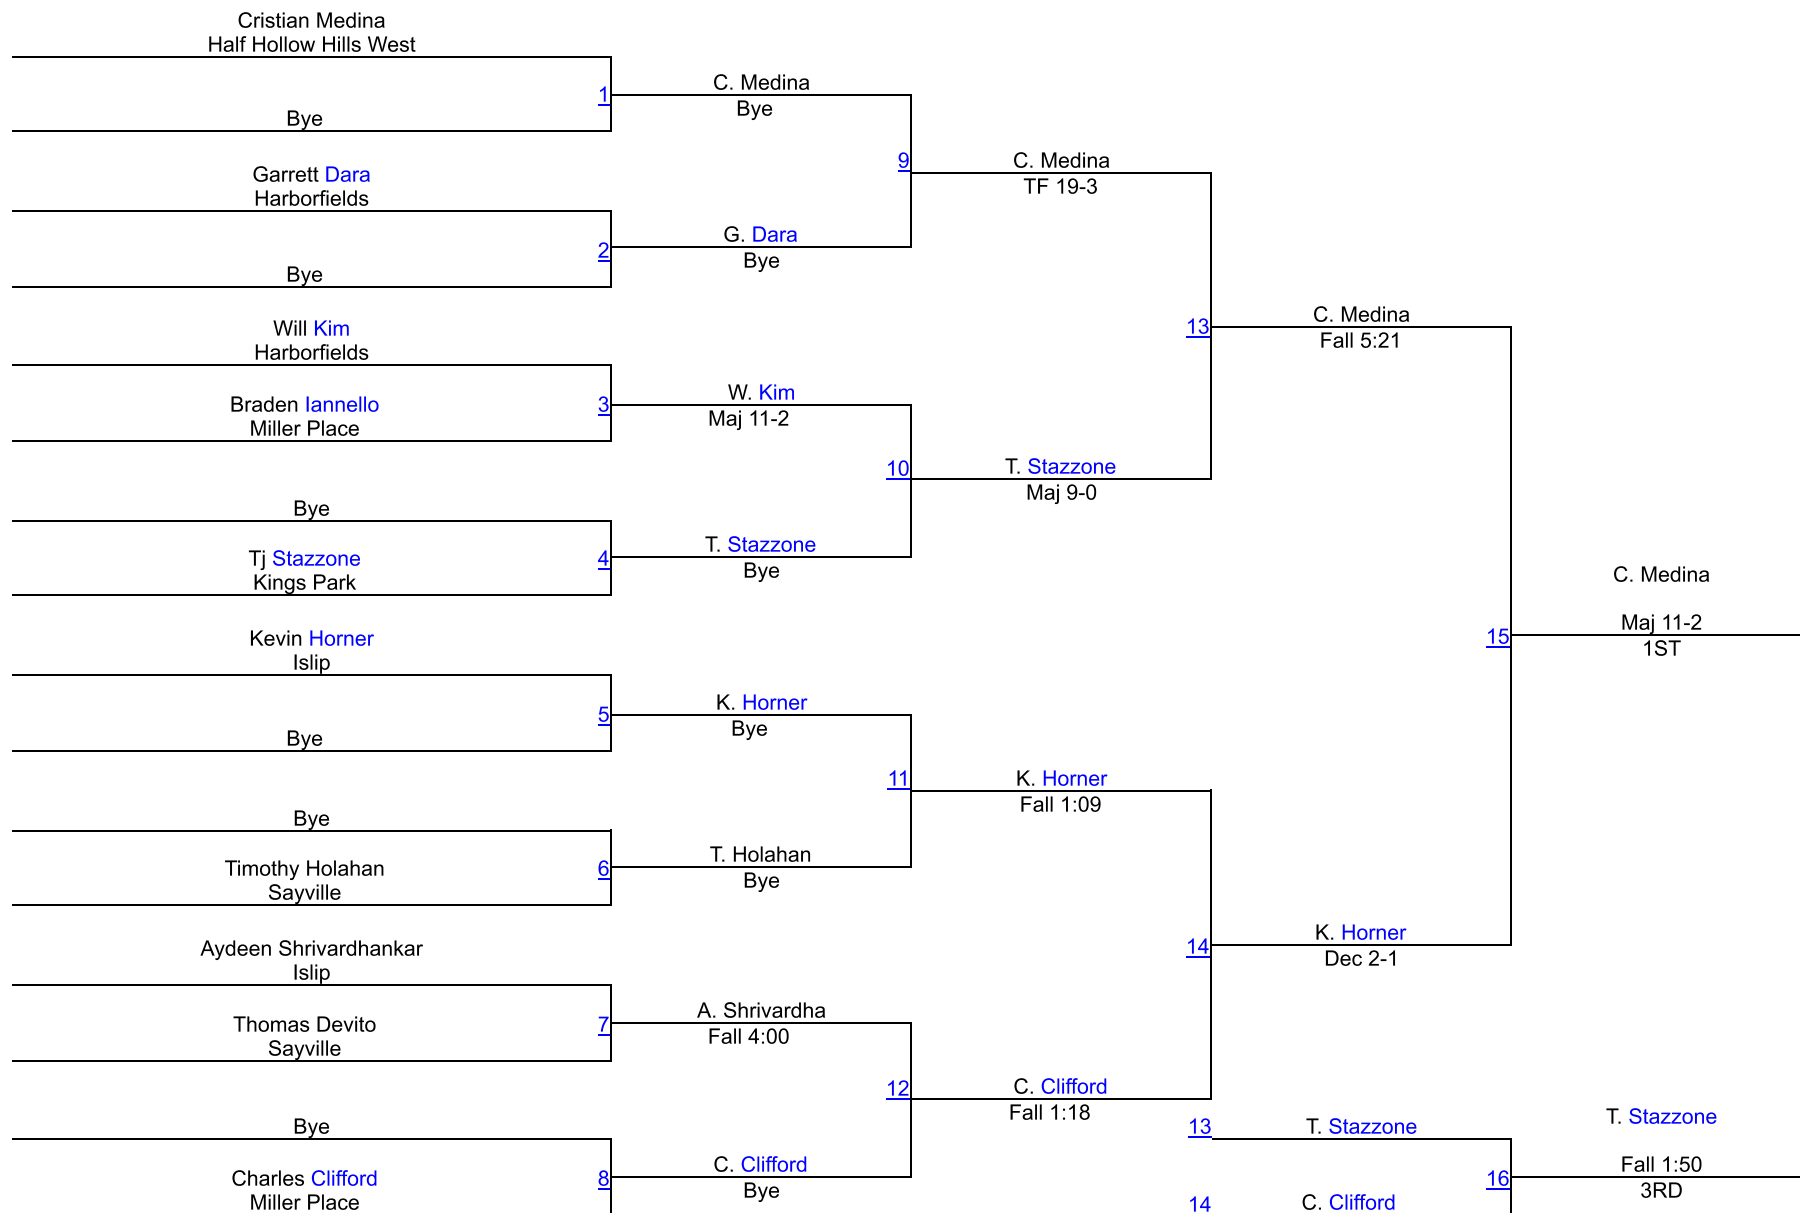 Cristian Medina
Half Hollow Hills West
1
Bye
C. Medina
Bye
Garrett Dara
Harborfields
2
Bye
G. Dara
Bye
9
C. Medina
TF 19-3
Will Kim
Harborfields
Braden Iannello
Miller Place
3
W. Kim
Maj 11-2
Bye
Tj Stazzone
Kings Park
4
T. Stazzone
Bye
10
T. Stazzone
Maj 9-0
13
C. Medina
Fall 5:21
Kevin Horner
Islip
5
Bye
K. Horner
Bye
Bye
Timothy Holahan
Sayville
6
T. Holahan
Bye
11
K. Horner
Fall 1:09
Aydeen Shrivardhankar
Islip
Thomas Devito
Sayville
7
A. Shrivardha
Fall 4:00
Bye
Charles Clifford
Miller Place
8
C. Clifford
Bye
12
C. Clifford
Fall 1:18
14
K. Horner
Dec 2-1
15
C. Medina
Maj 11-2
1ST
13
T. Stazzone
14
C. Clifford
16
T. Stazzone
Fall 1:50
3RD